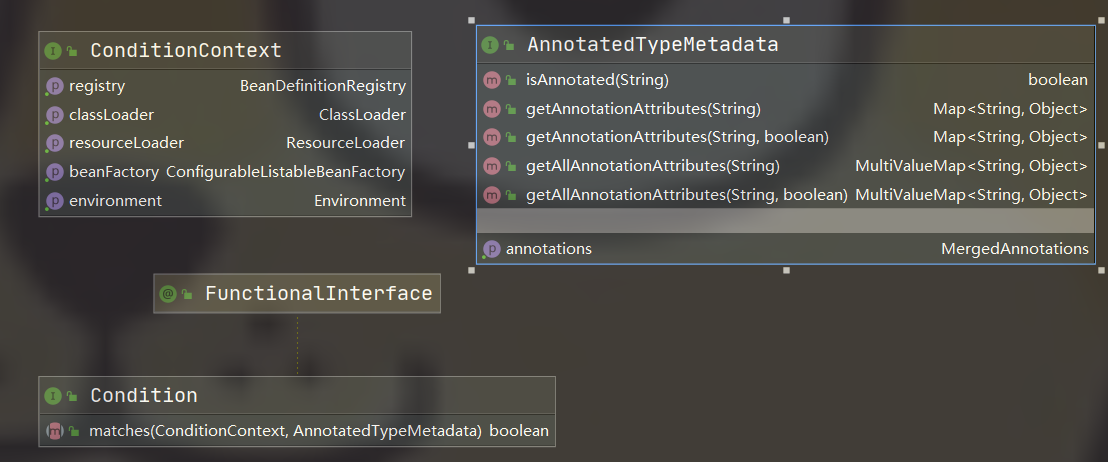 ConditionContext
registry BeanDefinitionRegistry
classLoader ClassLoader
resourceLoader ResourceLoader
beanFactory ConfigurableListableBeanFactory
environment Environment
AnnotatedTypeMetadata
isAnnotated(String) boolean
getAnnotationAttributes(String) Map<String, Object>
getAnnotationAttributes(String, boolean) Map<String, Object>
getAllAnnotationAttributes(String) MultiValueMap<String, Object>
getAllAnnotationAttributes(String, boolean) MultiValueMap<String, Object>
annotations MergedAnnotations
FunctionalInterface
Condition
matches(ConditionContext, AnnotatedTypeMetadata) boolean